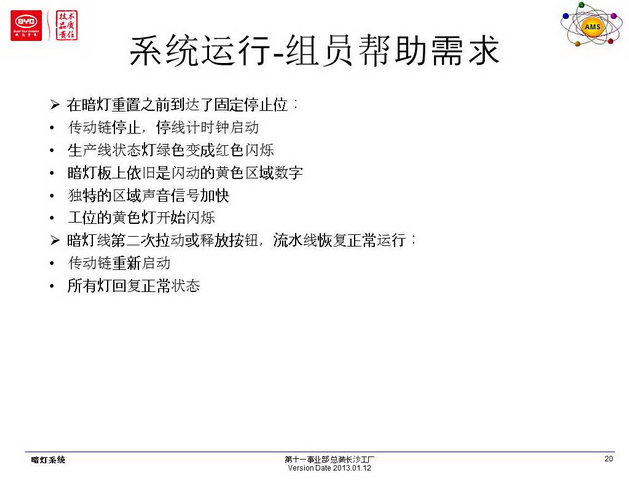 BYD
技术
品质
责信
AMS
系统运行-组员帮助需求
➢ 在暗灯重置之前到达了固定停止位：
• 传动链停止，停线计时钟启动
• 生产线状态灯绿色变成红色闪烁
• 暗灯板上依旧是闪动的黄色区域数字
• 独特的区域声音信号加快
• 工位的黄色灯开始闪烁
➢ 暗灯线第二次拉动或释放按钮，流水线恢复正常运行：
• 传动链重新启动
• 所有灯回复正常状态
暗灯系统
第十一事业部总装长沙工厂
Version Date 2013.01.12
20